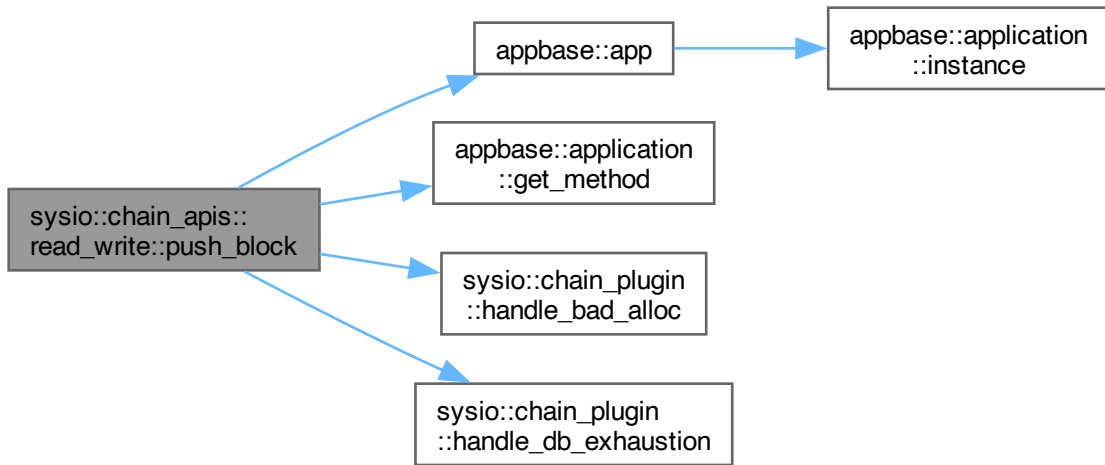 appbase::app
appbase::application
::instance
appbase::application
::get_method
sysio::chain_apis::
read_write::push_block
sysio::chain_plugin
::handle_bad_alloc
sysio::chain_plugin
::handle_db_exhaustion